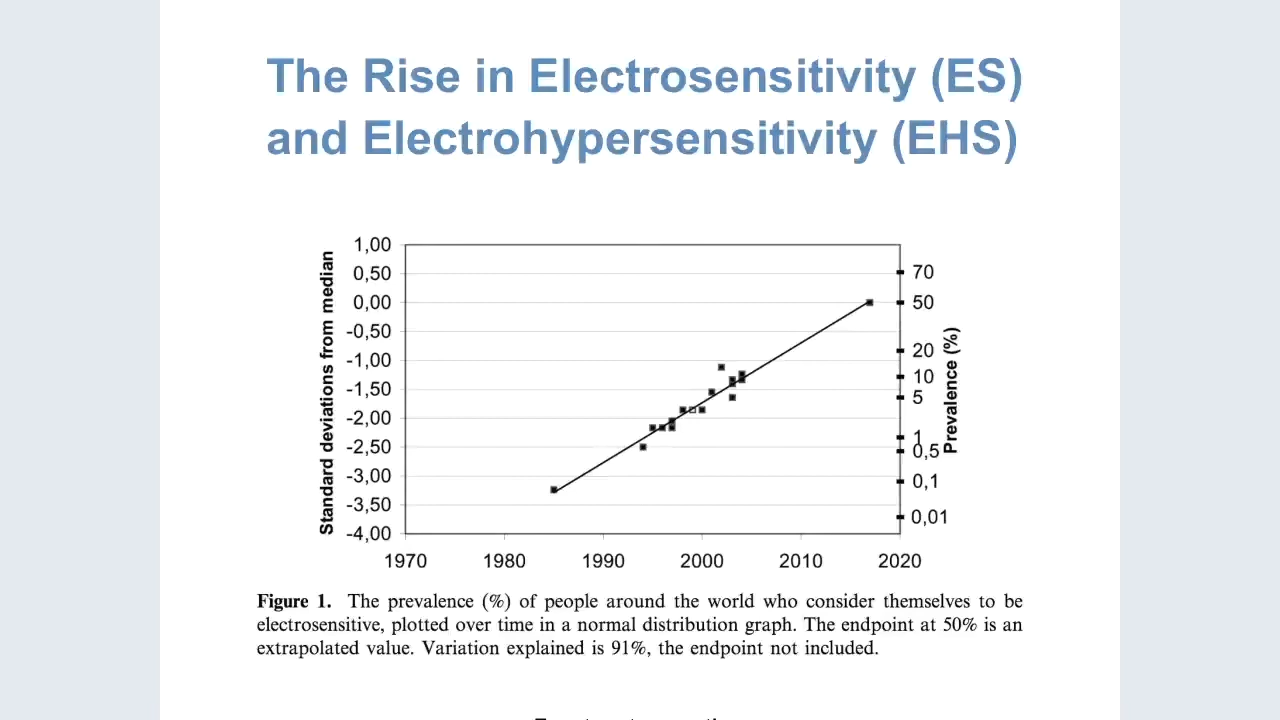 The Rise in Electrosensitivity (ES)
and Electrohypersensitivity (EHS)
Standard deviations from median
1,00
0,50
0,00
-0,50
-1,00
-1,50
-2,00
-2,50
-3,00
-3,50
-4,00
1970 1980 1990 2000 2010 2020
70
50
20
10
5
1
0,5
0,1
0,01
Prevalence (%)
Figure 1. The prevalence (%) of people around the world who consider themselves to be
electrosensitive, plotted over time in a normal distribution graph. The endpoint at 50% is an
extrapolated value. Variation explained is 91%, the endpoint not included.